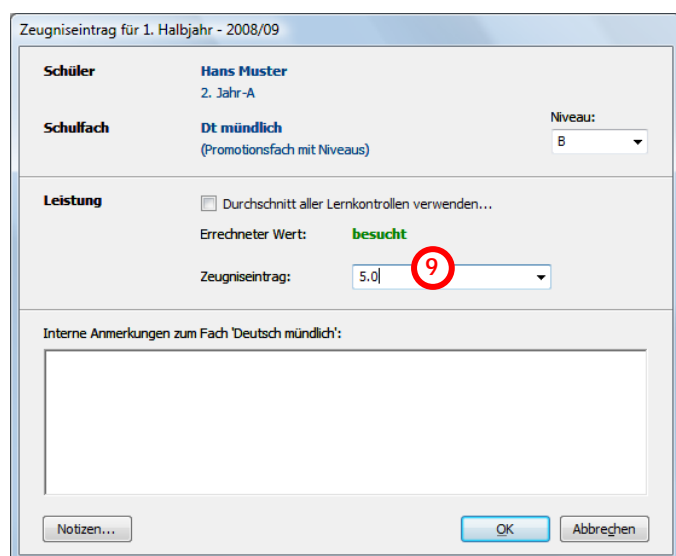 Zeugniseintrag für 1. Halbjahr - 2008/09
Schüler Hans Muster
2. Jahr-A
Schulfach Dt mündlich
(Promotionsfach mit Niveaus)
Niveau:
B
Leistung Durchschnitt aller Lernkontrollen verwenden...
Errechneter Wert: besucht
Zeugniseintrag: 5.0 9
Interne Anmerkungen zum Fach 'Deutsch mündlich':
Notizen... OK Abbrechen